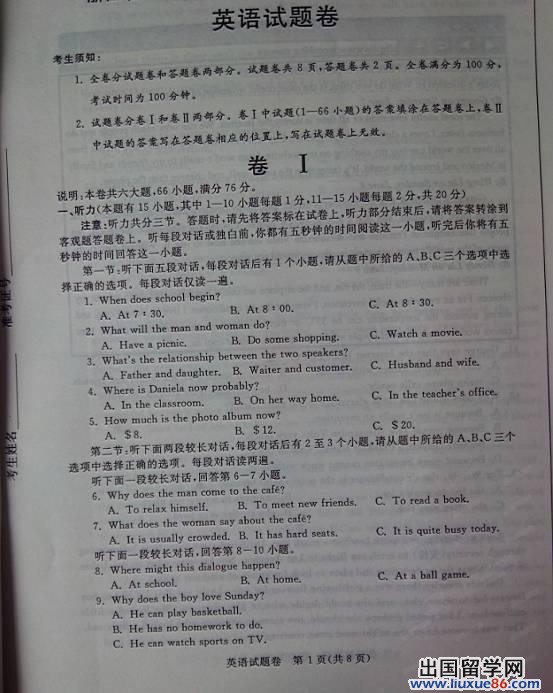 英语试题卷
考生须知：
1. 全卷分试题卷和答题卷两部分。试题卷共 8 页，答题卷共 2 页。全卷满分为 100 分，
考试时间为 100 分钟。
2. 试题卷分卷Ⅰ和卷Ⅱ两部分。卷Ⅰ中试题(1—66 小题)的答案填涂在答题卷上，卷Ⅱ
中试题的答案写在答题卷相应的位置上，写在试题卷上无效。
卷 Ⅰ
说明：本卷共六大题，66 小题，满分 76 分。
一、听力(本题有 15 小题，其中 1—10 小题每题 1 分，11—15 小题每题 2 分，共 20 分)
注意：听力共分三节。答题时，请先将答案标在试卷上，听力部分结束后，请将答案转涂到
客观题答题卷上。听每段对话或独白前，你都有五秒钟的时间阅读这一小题，听完后你将有五
秒钟的时间回答这一小题。
第一节：听下面五段对话，每段对话后有 1 个小题，请从题中所给的 A、B、C 三个选项中选
择正确的选项。每段对话仅读一遍。
1. When does school begin?
A. At 7：30. B. At 8：00. C. At 8：30.
2. What will the man and woman do?
A. Have a picnic. B. Do some shopping. C. Watch a movie.
3. What's the relationship between the two speakers?
A. Father and daughter. B. Waiter and customer. C. Husband and wife.
4. Where is Daniela now probably?
A. In the classroom. B. On her way home. C. In the teacher's office.
5. How much is the photo album now?
A. $8. B. $12. C. $20.
第二节：听下面两段较长对话，每段对话后有 2 至 3 个小题，请从题中所给的 A、B、C 三个
选项中选择正确的选项。每段对话读两遍。
听下面一段较长对话，回答第 6—7 小题。
6. Why does the man come to the café?
A. To relax himself. B. To meet new friends. C. To read a book.
7. What does the woman say about the café?
A. It is usually crowded. B. It has hard seats. C. It is quite busy today.
听下面一段较长对话，回答第 8—10 小题。
8. Where might this dialogue happen?
A. At school. B. At home. C. At a ball game.
9. Why does the boy love Sunday?
A. He can play basketball.
B. He has no homework to do.
C. He can watch sports on TV.
英语试题卷 第 1 页(共 8 页)
准考证号
考生姓名
出国留学网
www.liuxue86.com